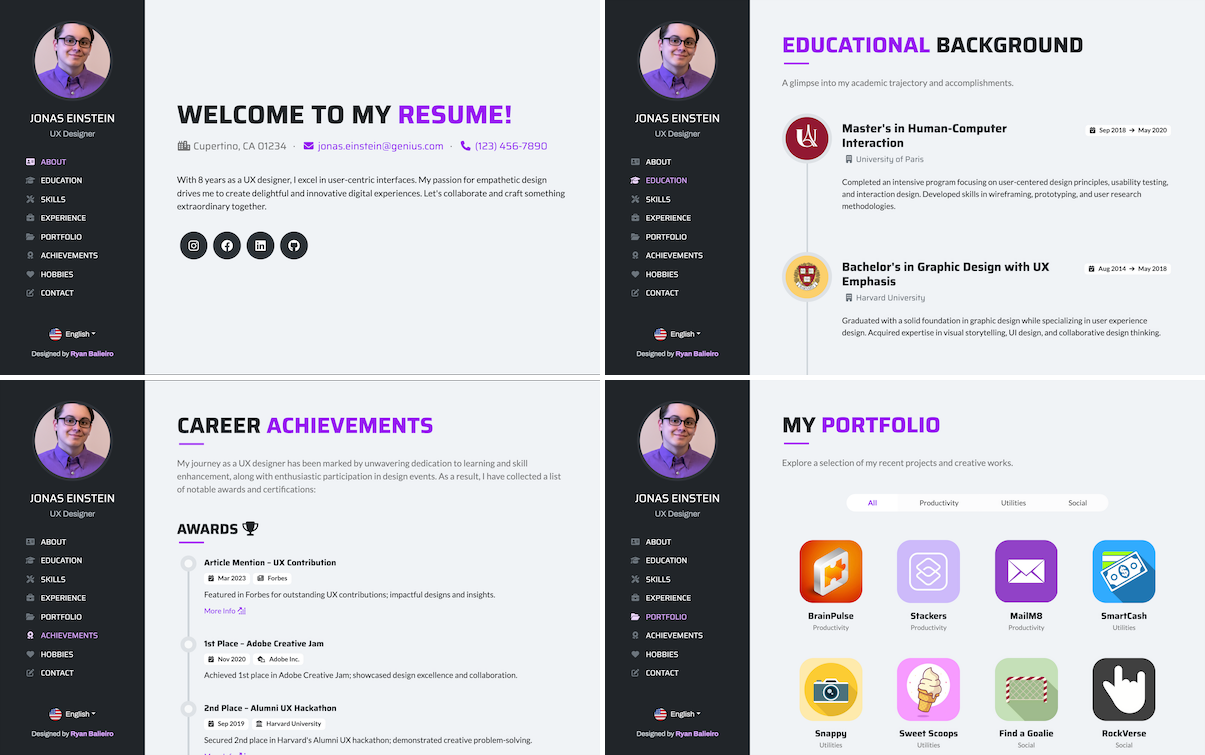 JONAS EINSTEIN
UX Designer
ABOUT
EDUCATION
SKILLS
EXPERIENCE
PORTFOLIO
ACHIEVEMENTS
HOBBIES
CONTACT
English
Designed by Ryan Balieiro
WELCOME TO MY RESUME!
Cupertino, CA 01234 · jonas.einstein@genius.com · (123) 456-7890
With 8 years as a UX designer, I excel in user-centric interfaces. My passion for empathetic design
drives me to create delightful and innovative digital experiences. Let's collaborate and craft something
extraordinary together.
JONAS EINSTEIN
UX Designer
ABOUT
EDUCATION
SKILLS
EXPERIENCE
PORTFOLIO
ACHIEVEMENTS
HOBBIES
CONTACT
English
Designed by Ryan Balieiro
EDUCATIONAL BACKGROUND
A glimpse into my academic trajectory and accomplishments.
Master's in Human-Computer
Interaction
Sep 2018 → May 2020
University of Paris
Completed an intensive program focusing on user-centered design principles, usability testing,
and interaction design. Developed skills in wireframing, prototyping, and user research
methodologies.
Bachelor's in Graphic Design with UX
Emphasis
Aug 2014 → May 2018
Harvard University
Graduated with a solid foundation in graphic design while specializing in user experience
design. Acquired expertise in visual storytelling, UI design, and collaborative design thinking.
JONAS EINSTEIN
UX Designer
ABOUT
EDUCATION
SKILLS
EXPERIENCE
PORTFOLIO
ACHIEVEMENTS
HOBBIES
CONTACT
English
Designed by Ryan Balieiro
CAREER ACHIEVEMENTS
My journey as a UX designer has been marked by unwavering dedication to learning and skill
enhancement, along with enthusiastic participation in design events. As a result, I have collected a list
of notable awards and certifications:
AWARDS
Article Mention – UX Contribution
Mar 2023 Forbes
Featured in Forbes for outstanding UX contributions; impactful designs and insights.
More Info
1st Place – Adobe Creative Jam
Nov 2020 Adobe Inc.
Achieved 1st place in Adobe Creative Jam; showcased design excellence and collaboration.
2nd Place – Alumni UX Hackathon
Sep 2019 Harvard University
Secured 2nd place in Harvard's Alumni UX hackathon; demonstrated creative problem-solving.
More Info
JONAS EINSTEIN
UX Designer
ABOUT
EDUCATION
SKILLS
EXPERIENCE
PORTFOLIO
ACHIEVEMENTS
HOBBIES
CONTACT
English
Designed by Ryan Balieiro
MY PORTFOLIO
Explore a selection of my recent projects and creative works.
All Productivity Utilities Social
BrainPulse Stackers MailM8 SmartCash
Productivity Productivity Productivity Utilities
Snappy Sweet Scoops Find a Goalie RockVerse
Utilities Utilities Social Social